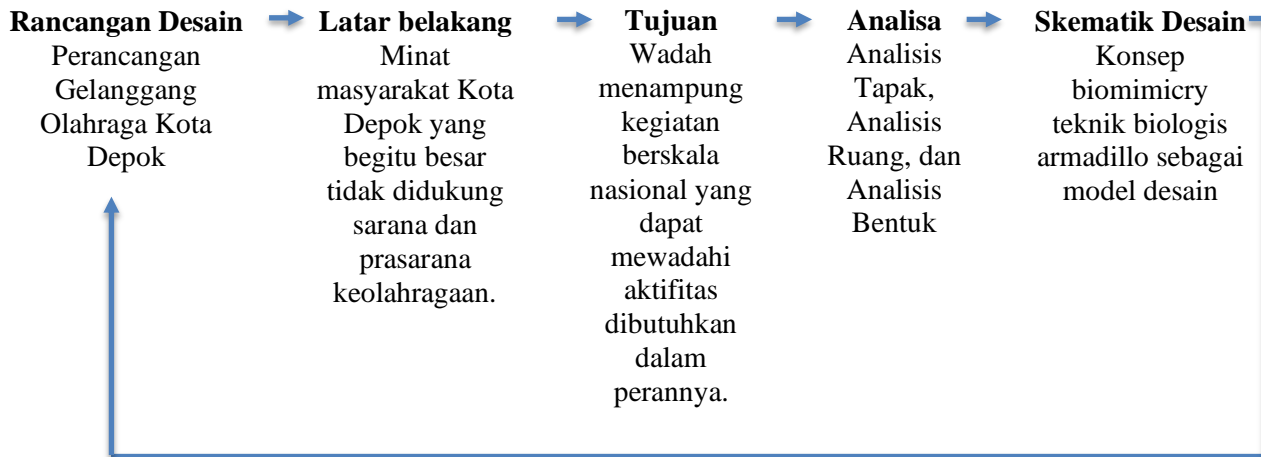 Rancangan Desain
Perancangan
Gelanggang
Olahraga Kota
Depok
Latar belakang
Minat
masyarakat Kota
Depok yang
begitu besar
tidak didukung
sarana dan
prasarana
keolahragaan.
Tujuan
Wadah
menampung
kegiatan
berskala
nasional yang
dapat
mewadahi
aktifitas
dibutuhkan
dalam
perannya.
Analisa
Analisis
Tapak,
Analisis
Ruang, dan
Analisis
Bentuk
Skematik Desain
Konsep
biomimicry
teknik biologis
armadillo sebagai
model desain